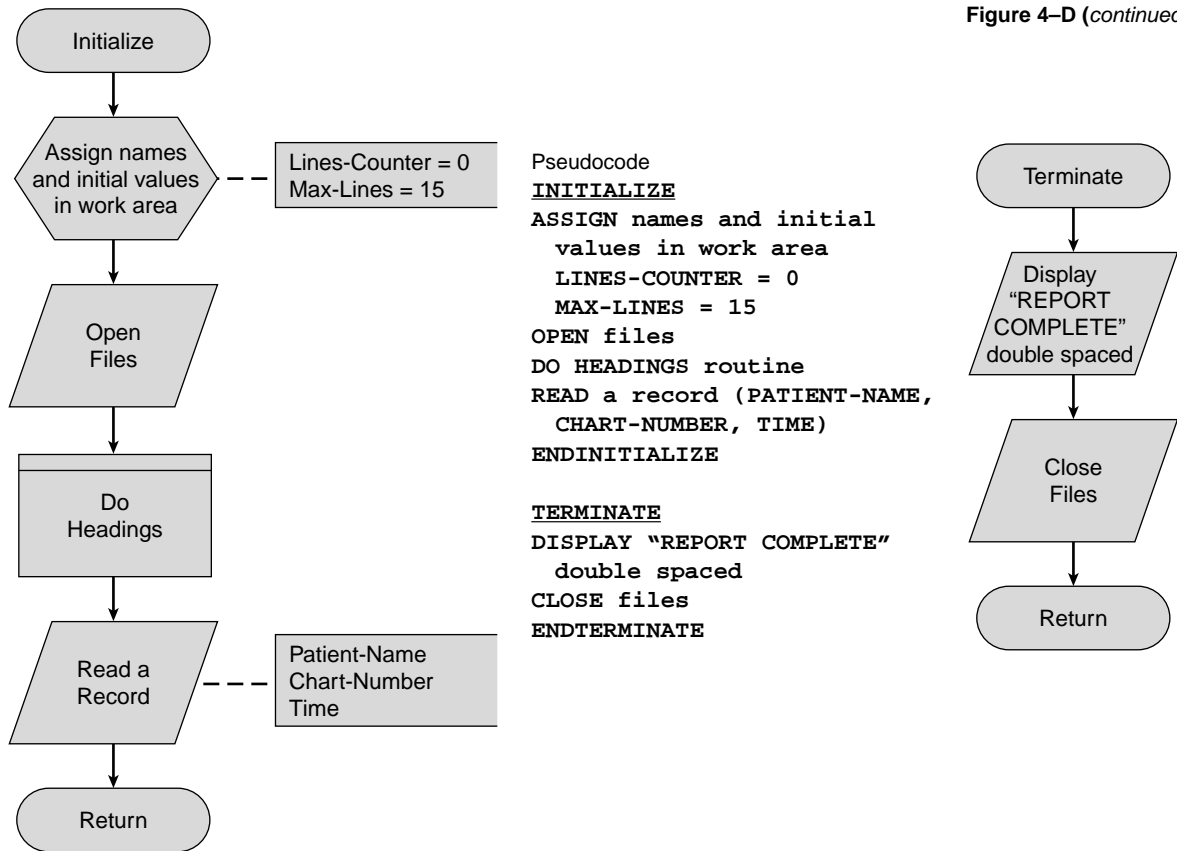 Figure 4–D (continued
Initialize
Assign names
and initial values
in work area
Lines-Counter = 0
Max-Lines = 15
Open
Files
Do
Headings
Read a
Record
Patient-Name
Chart-Number
Time
Return
Pseudocode
INITIALIZE
ASSIGN names and initial
values in work area
LINES-COUNTER = 0
MAX-LINES = 15
OPEN files
DO HEADINGS routine
READ a record (PATIENT-NAME,
CHART-NUMBER, TIME)
ENDINITIALIZE
TERMINATE
DISPLAY “REPORT COMPLETE”
double spaced
CLOSE files
ENDTERMINATE
Terminate
Display
“REPORT
COMPLETE”
double spaced
Close
Files
Return